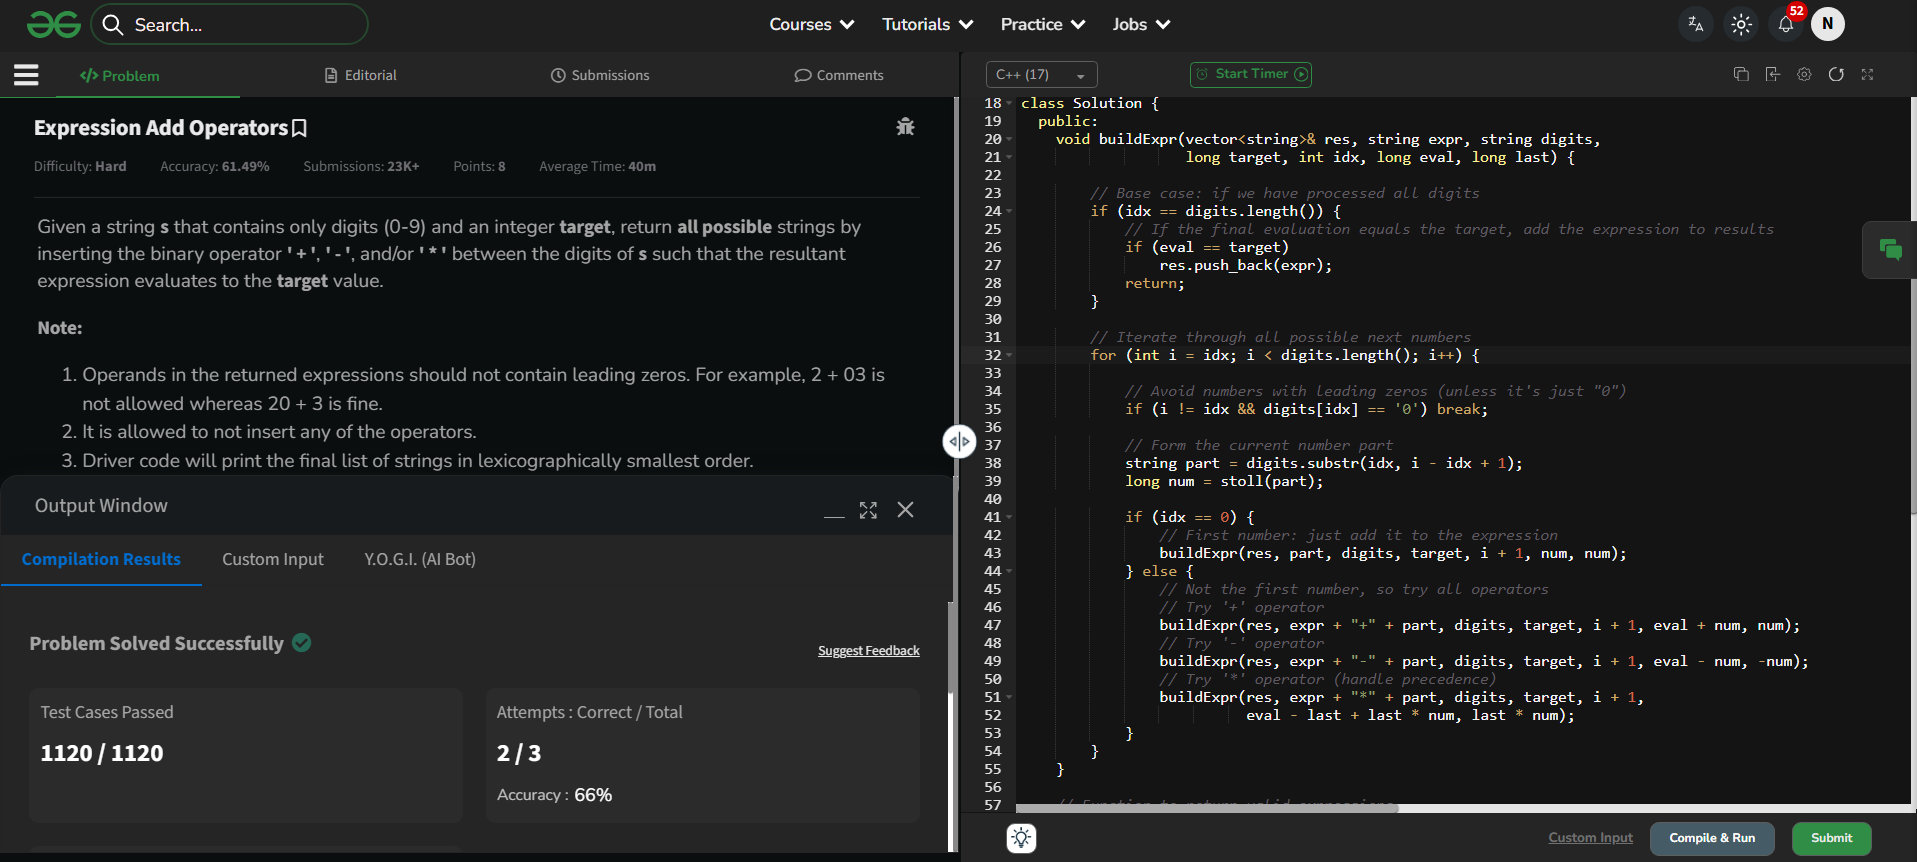 Search...
Courses
Tutorials
Practice
Jobs
52
N
</> Problem
Editorial
Submissions
Comments
Expression Add Operators
Difficulty: Hard Accuracy: 61.49% Submissions: 23K+ Points: 8 Average Time: 40m
Given a string s that contains only digits (0-9) and an integer target, return all possible strings by
inserting the binary operator ' + ', ' - ', and/or ' * ' between the digits of s such that the resultant
expression evaluates to the target value.
Note:
1. Operands in the returned expressions should not contain leading zeros. For example, 2 + 03 is
not allowed whereas 20 + 3 is fine.
2. It is allowed to not insert any of the operators.
3. Driver code will print the final list of strings in lexicographically smallest order.
Output Window
Compilation Results Custom Input Y.O.G.I. (AI Bot)
Problem Solved Successfully
Suggest Feedback
Test Cases Passed
1120 / 1120
Attempts : Correct / Total
2 / 3
Accuracy : 66%
C++ (17)
Start Timer
18 class Solution {
19 public:
20 void buildExpr(vector<string>& res, string expr, string digits,
21 long target, int idx, long eval, long last) {
22
23 // Base case: if we have processed all digits
24 if (idx == digits.length()) {
25 // If the final evaluation equals the target, add the expression to results
26 if (eval == target)
27 res.push_back(expr);
28 return;
29 }
30
31 // Iterate through all possible next numbers
32 for (int i = idx; i < digits.length(); i++) {
33
34 // Avoid numbers with leading zeros (unless it's just "0")
35 if (i != idx && digits[idx] == '0') break;
36
37 // Form the current number part
38 string part = digits.substr(idx, i - idx + 1);
39 long num = stoll(part);
40
41 if (idx == 0) {
42 // First number: just add it to the expression
43 buildExpr(res, part, digits, target, i + 1, num, num);
44 } else {
45 // Not the first number, so try all operators
46 // Try '+' operator
47 buildExpr(res, expr + "+" + part, digits, target, i + 1, eval + num, num);
48 // Try '-' operator
49 buildExpr(res, expr + "-" + part, digits, target, i + 1, eval - num, -num);
50 // Try '*' operator (handle precedence)
51 buildExpr(res, expr + "*" + part, digits, target, i + 1,
52 eval - last + last * num, last * num);
53 }
54 }
55 }
56
57 // Function to return valid expressions
Custom Input
Compile & Run
Submit